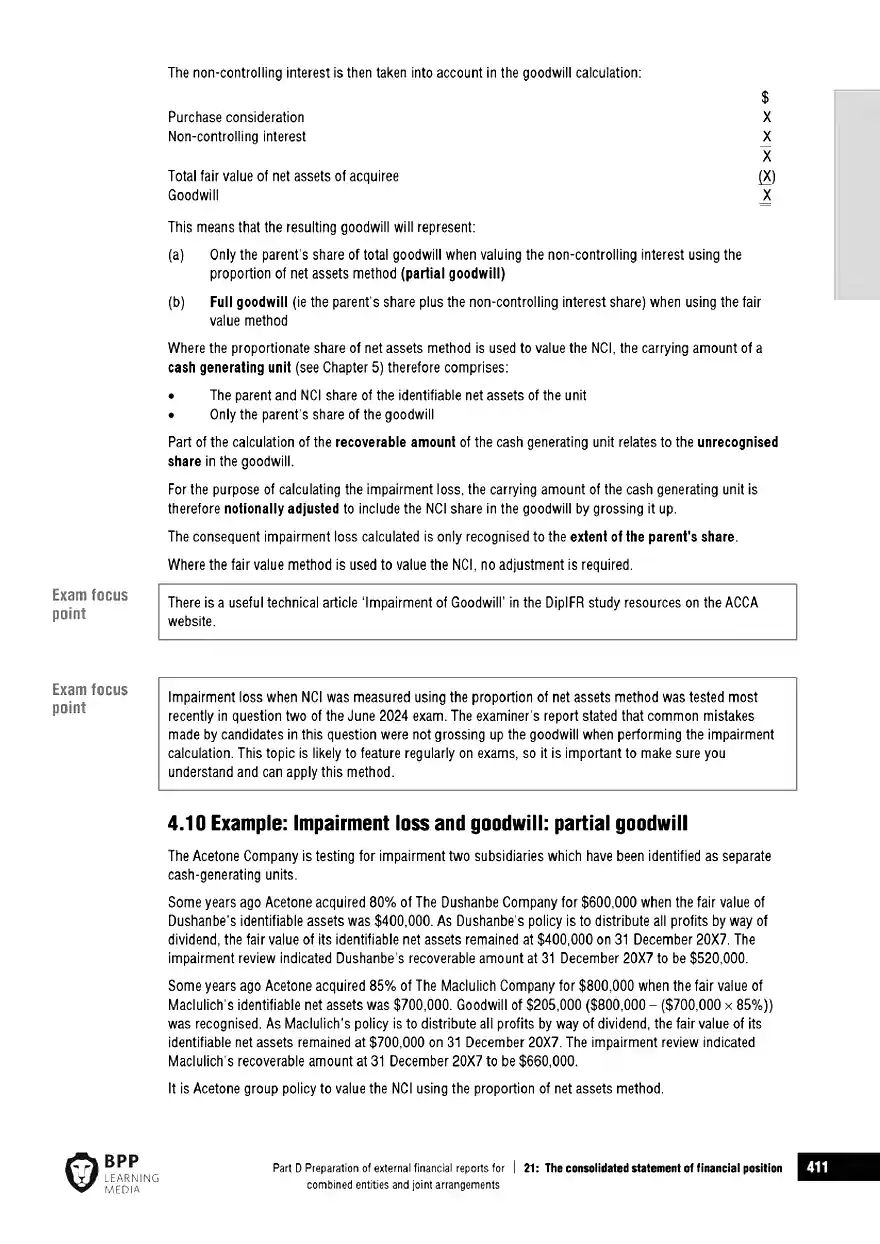 The non-controlling interest is then taken into account in the goodwill calculation:
$
Purchase consideration X
Non-controlling interest X
X
Total fair value of net assets of acquiree (X)
Goodwill X
This means that the resulting goodwill will represent:
(a) Only the parent's share of total goodwill when valuing the non-controlling interest using the
proportion of net assets method (partial goodwill)
(b) Full goodwill (ie the parent's share plus the non-controlling interest share) when using the fair
value method
Where the proportionate share of net assets method is used to value the NCI, the carrying amount of a
cash generating unit (see Chapter 5) therefore comprises:
• The parent and NCI share of the identifiable net assets of the unit
• Only the parent's share of the goodwill
Part of the calculation of the recoverable amount of the cash generating unit relates to the unrecognised
share in the goodwill.
For the purpose of calculating the impairment loss, the carrying amount of the cash generating unit is
therefore notionally adjusted to include the NCI share in the goodwill by grossing it up.
The consequent impairment loss calculated is only recognised to the extent of the parent's share.
Where the fair value method is used to value the NCI, no adjustment is required.
Exam focus
point
There is a useful technical article 'Impairment of Goodwill' in the DipIFR study resources on the ACCA
website.
Exam focus
point
Impairment loss when NCI was measured using the proportion of net assets method was tested most
recently in question two of the June 2024 exam. The examiner's report stated that common mistakes
made by candidates in this question were not grossing up the goodwill when performing the impairment
calculation. This topic is likely to feature regularly on exams, so it is important to make sure you
understand and can apply this method.
4.10 Example: Impairment loss and goodwill: partial goodwill
The Acetone Company is testing for impairment two subsidiaries which have been identified as separate
cash-generating units.
Some years ago Acetone acquired 80% of The Dushanbe Company for $600,000 when the fair value of
Dushanbe's identifiable assets was $400,000. As Dushanbe's policy is to distribute all profits by way of
dividend, the fair value of its identifiable net assets remained at $400,000 on 31 December 20X7. The
impairment review indicated Dushanbe's recoverable amount at 31 December 20X7 to be $520,000.
Some years ago Acetone acquired 85% of The Maclulich Company for $800,000 when the fair value of
Maclulich's identifiable net assets was $700,000. Goodwill of $205,000 ($800,000 – ($700,000 × 85%))
was recognised. As Maclulich's policy is to distribute all profits by way of dividend, the fair value of its
identifiable net assets remained at $700,000 on 31 December 20X7. The impairment review indicated
Maclulich's recoverable amount at 31 December 20X7 to be $660,000.
It is Acetone group policy to value the NCI using the proportion of net assets method.
BPP
LEARNING
MEDIA
Part D Preparation of external financial reports for | 21: The consolidated statement of financial position 411
combined entities and joint arrangements